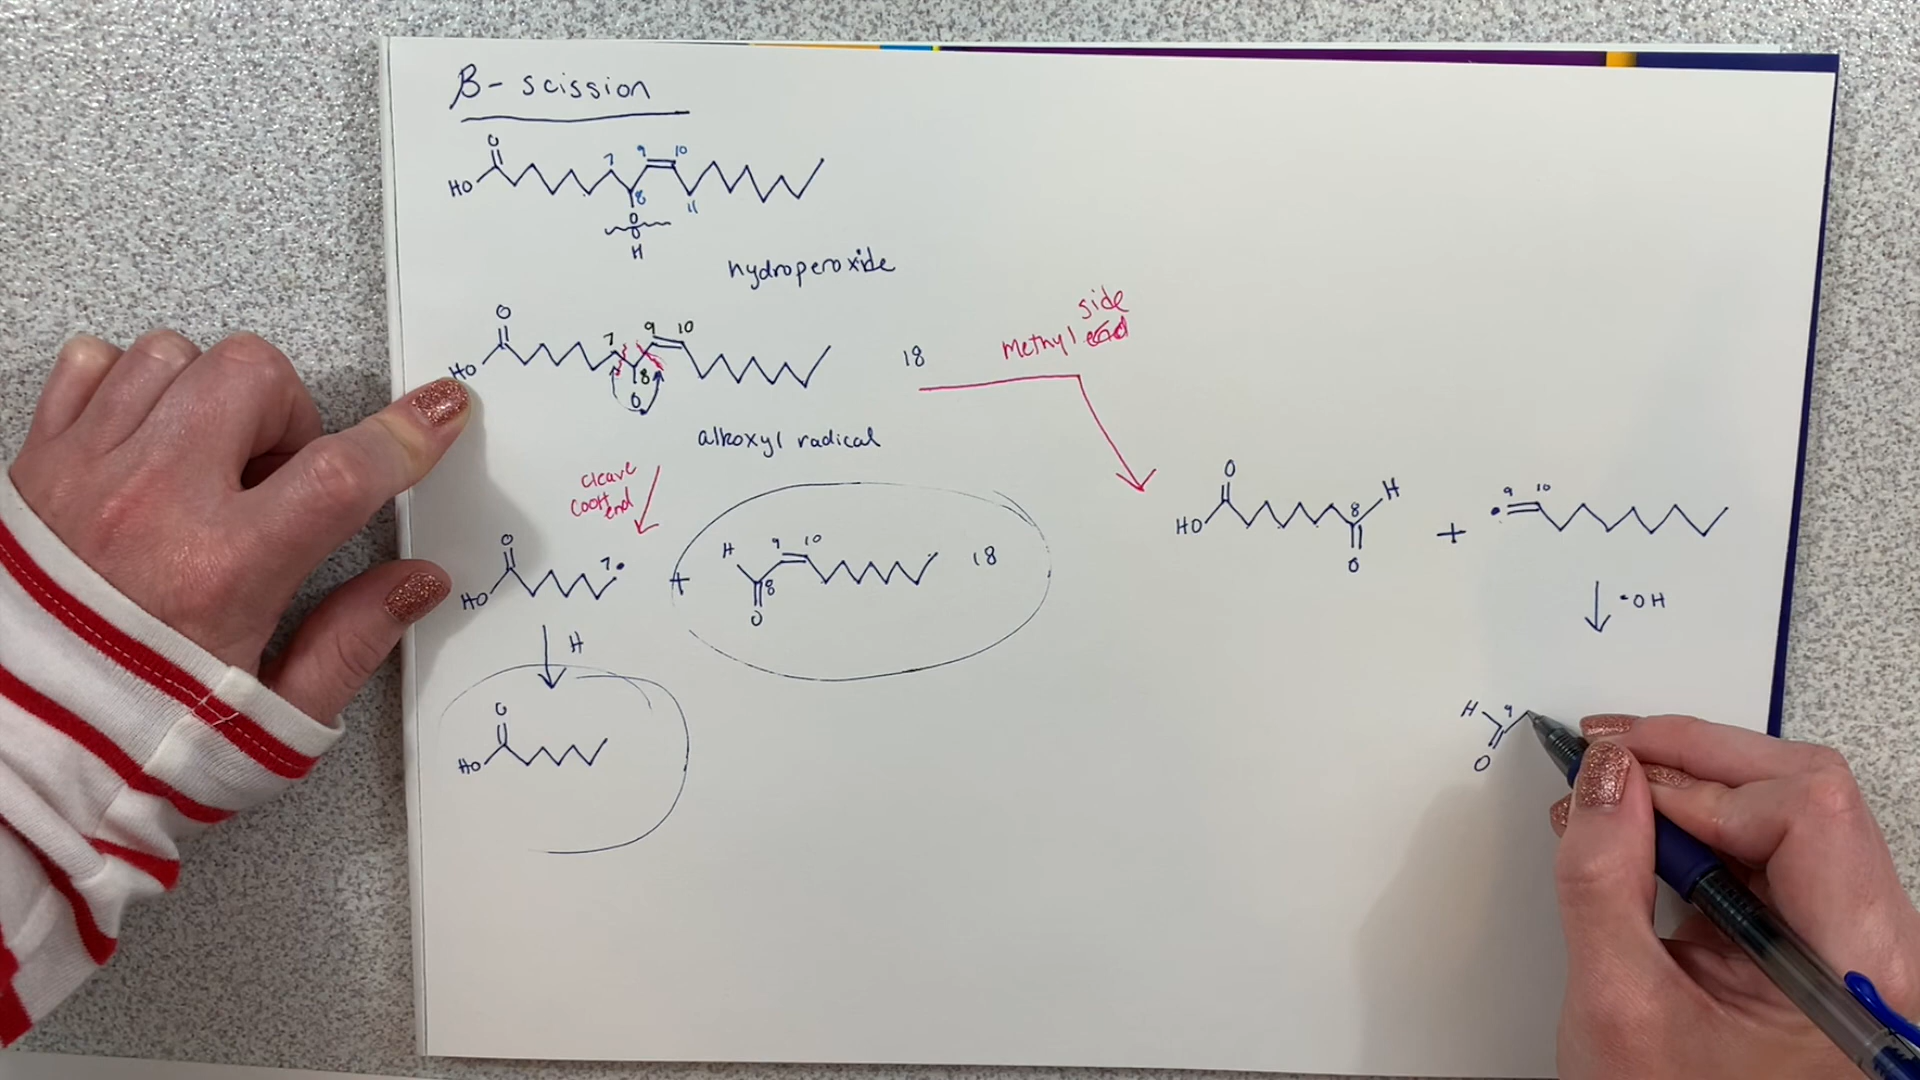 β- scission
O
HO
7
9
10
8
11
O
O
H
hydroperoxide
O
HO
7
9
10
8
O
18
alkoxyl radical
side
Methyl end
cleave
COOH
end
O
HO
7•
+
H
9
10
8
O
18
H
O
HO
O
HO
8
H
O
+
•
9
10
•OH
H
9
O